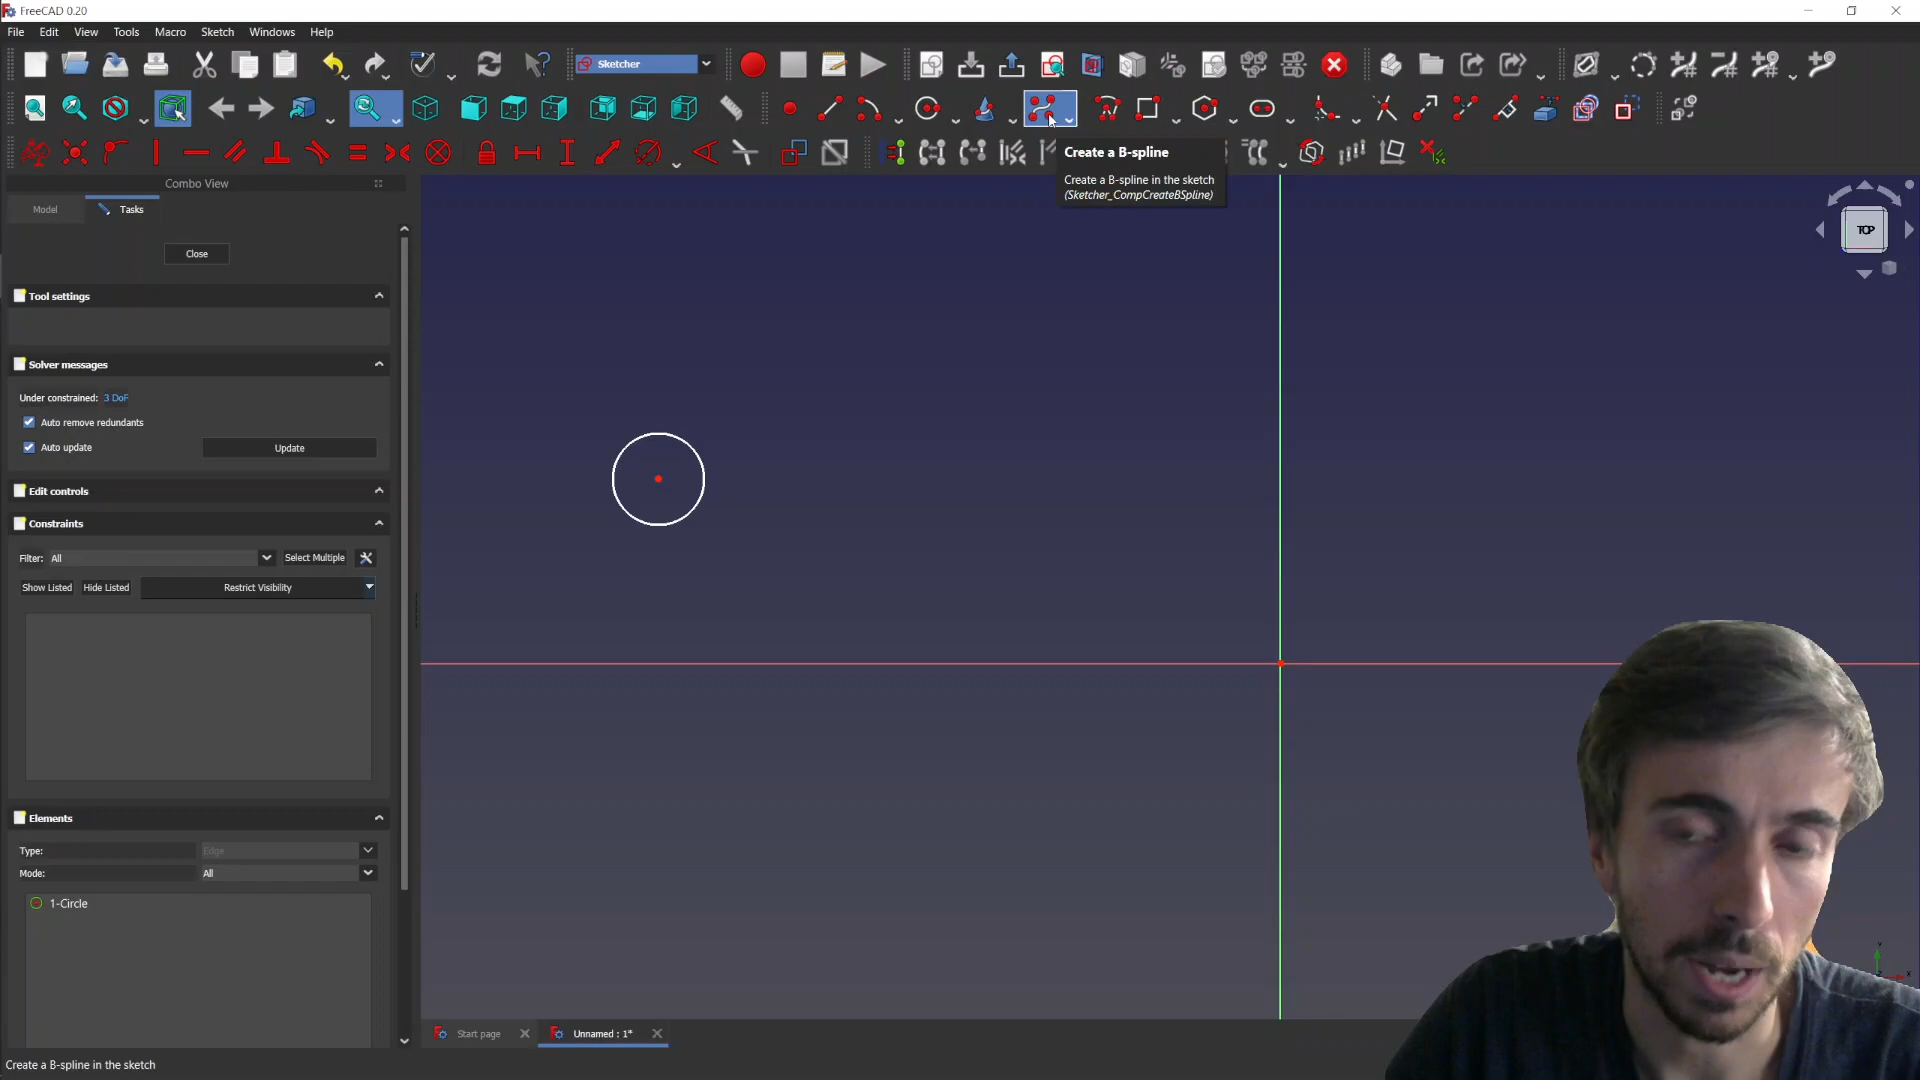 FreeCAD 0.20
File Edit View Tools Macro Sketch Windows Help
Sketcher
Create a B-spline
Create a B-spline in the sketch
(Sketcher_CompCreateBSpline)
Combo View
Model Tasks
TOP
Close
Tool settings
Solver messages
Under constrained: 3 DoF
Auto remove redundants
Auto update Update
Edit controls
Constraints
Filter: All Select Multiple
Show Listed Hide Listed Restrict Visibility
Elements
Type: Edge
Mode: All
1-Circle
Y
X
Start page Unnamed : 1*
Create a B-spline in the sketch